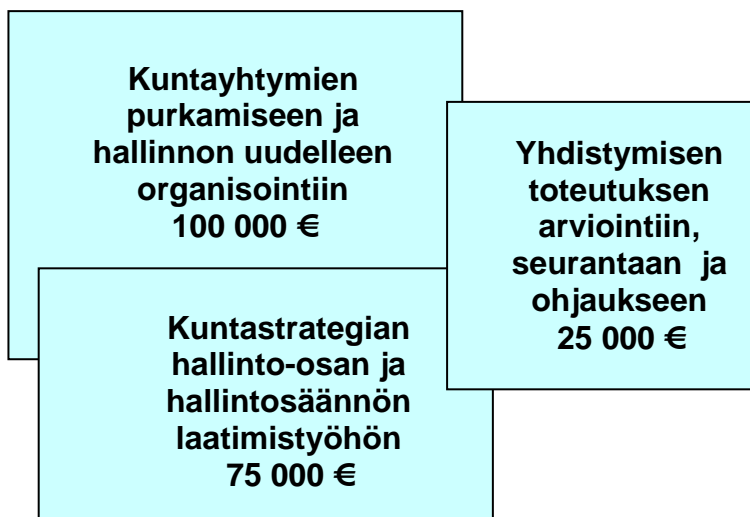 Kuntayhtymien
purkamiseen ja
hallinnon uudelleen
organisointiin
100 000 €
Yhdistymisen
toteutuksen
arviointiin,
seurantaan ja
ohjaukseen
25 000 €
Kuntastrategian
hallinto-osan ja
hallintosäännön
laatimistyöhön
75 000 €